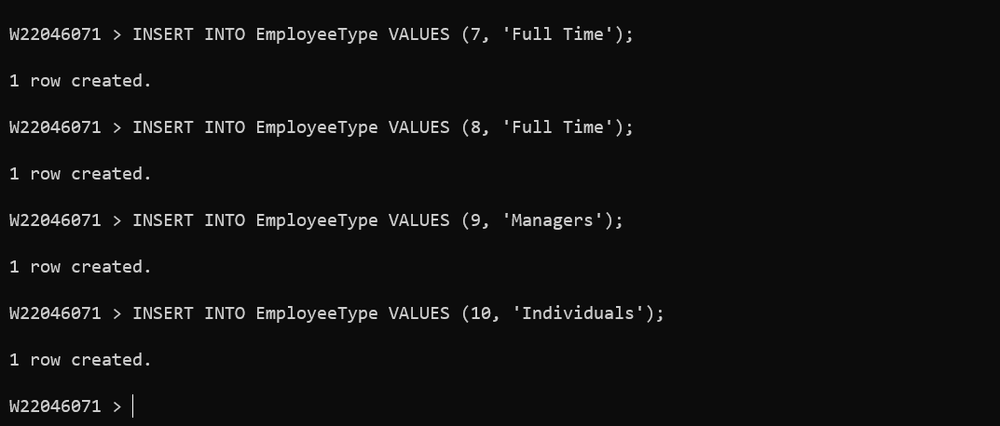 W22046071 > INSERT INTO EmployeeType VALUES (7, 'Full Time');
1 row created.
W22046071 > INSERT INTO EmployeeType VALUES (8, 'Full Time');
1 row created.
W22046071 > INSERT INTO EmployeeType VALUES (9, 'Managers');
1 row created.
W22046071 > INSERT INTO EmployeeType VALUES (10, 'Individuals');
1 row created.
W22046071 >